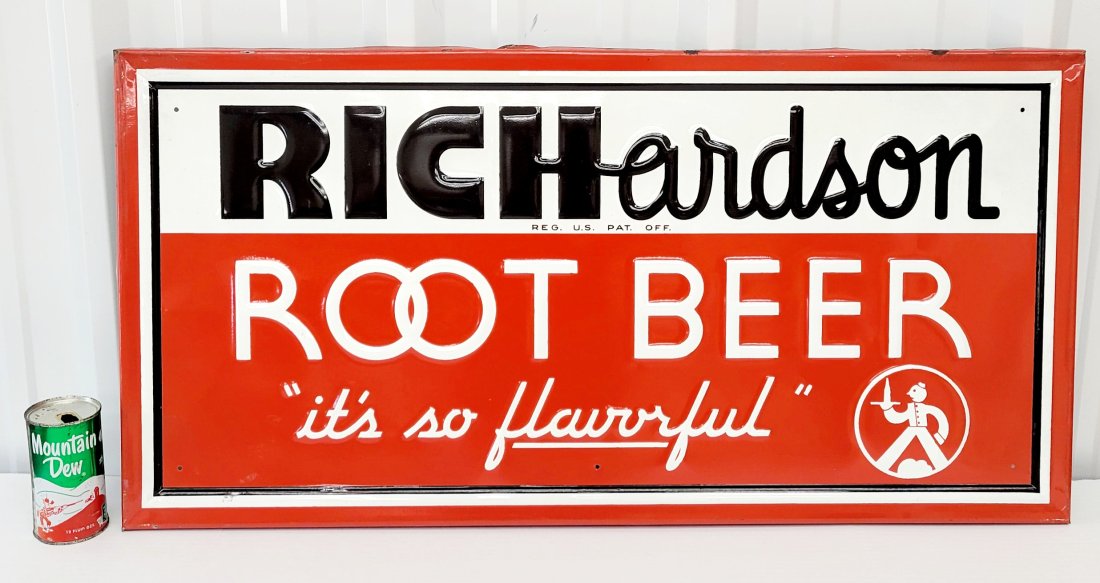 RICHardson
REG. U.S. PAT. OFF.
ROOT BEER
"it's so flavorful"
Mountain
Dew